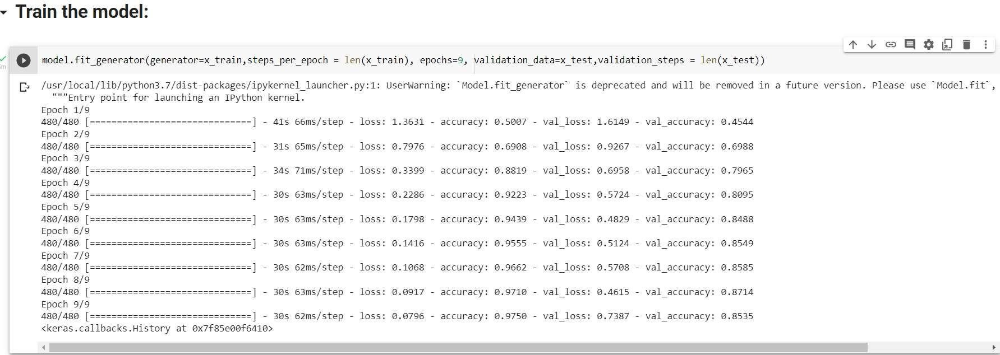 Train the model:
model.fit_generator(generator=x_train,steps_per_epoch = len(x_train), epochs=9, validation_data=x_test,validation_steps = len(x_test))
/usr/local/lib/python3.7/dist-packages/ipykernel_launcher.py:1: UserWarning: `Model.fit_generator` is deprecated and will be removed in a future version. Please use `Model.fit`,
"""Entry point for launching an IPython kernel.
Epoch 1/9
480/480 [==============================] - 41s 66ms/step - loss: 1.3631 - accuracy: 0.5007 - val_loss: 1.6149 - val_accuracy: 0.4544
Epoch 2/9
480/480 [==============================] - 31s 65ms/step - loss: 0.7976 - accuracy: 0.6908 - val_loss: 0.9267 - val_accuracy: 0.6988
Epoch 3/9
480/480 [==============================] - 34s 71ms/step - loss: 0.3399 - accuracy: 0.8819 - val_loss: 0.6958 - val_accuracy: 0.7965
Epoch 4/9
480/480 [==============================] - 30s 63ms/step - loss: 0.2286 - accuracy: 0.9223 - val_loss: 0.5724 - val_accuracy: 0.8095
Epoch 5/9
480/480 [==============================] - 30s 63ms/step - loss: 0.1798 - accuracy: 0.9439 - val_loss: 0.4829 - val_accuracy: 0.8488
Epoch 6/9
480/480 [==============================] - 30s 63ms/step - loss: 0.1416 - accuracy: 0.9555 - val_loss: 0.5124 - val_accuracy: 0.8549
Epoch 7/9
480/480 [==============================] - 30s 62ms/step - loss: 0.1068 - accuracy: 0.9662 - val_loss: 0.5708 - val_accuracy: 0.8585
Epoch 8/9
480/480 [==============================] - 30s 63ms/step - loss: 0.0917 - accuracy: 0.9710 - val_loss: 0.4615 - val_accuracy: 0.8714
Epoch 9/9
480/480 [==============================] - 30s 62ms/step - loss: 0.0796 - accuracy: 0.9750 - val_loss: 0.7387 - val_accuracy: 0.8535
<keras.callbacks.History at 0x7f85e00f6410>